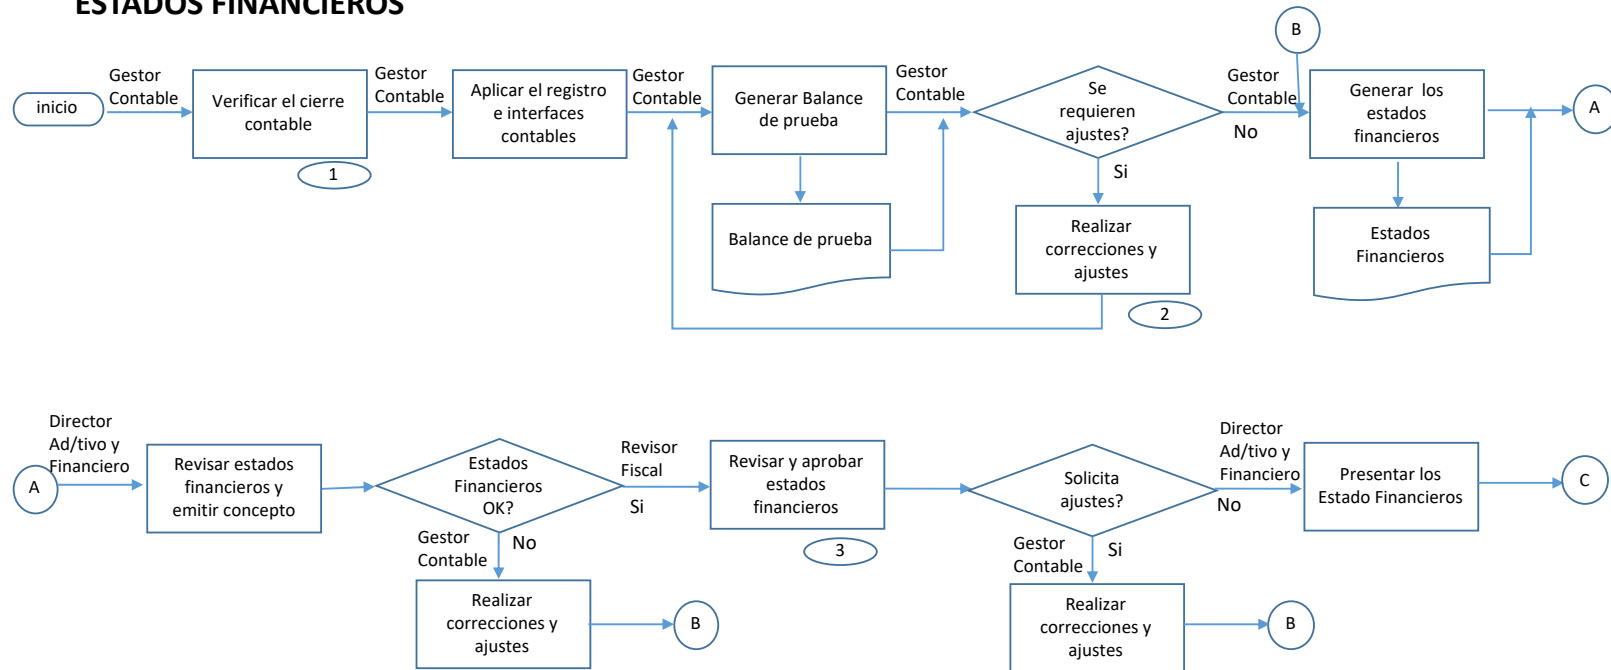 ESTADOS FINANCIEROS
B
inicio
Gestor
Contable
Verificar el cierre
contable
1
Gestor
Contable
Aplicar el registro
e interfaces
contables
Gestor
Contable
Generar Balance
de prueba
Balance de prueba
Gestor
Contable
Se
requieren
ajustes?
Si
Realizar
correcciones y
ajustes
2
Gestor
Contable
No
Generar los
estados
financieros
Estados
Financieros
A
A
Director
Ad/tivo y
Financiero
Revisar estados
financieros y
emitir concepto
Estados
Financieros
OK?
Gestor
Contable
No
Realizar
correcciones y
ajustes
B
Revisor
Fiscal
Si
Revisar y aprobar
estados
financieros
3
Solicita
ajustes?
Gestor
Contable
Si
Realizar
correcciones y
ajustes
B
Director
Ad/tivo y
Financiero
No
Presentar los
Estado Financieros
C